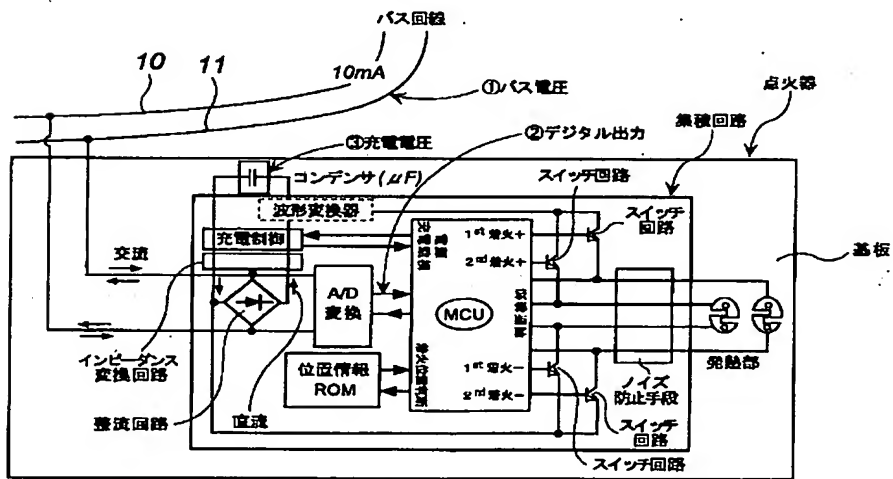 バス回線
10
10mA
11
①バス電圧
点火器
集積回路
②デジタル出力
③充電電圧
コンデンサ(μF)
スイッチ回路
波形変換器
スイッチ
回路
充電制御
1st 着火+
交流
2nd 着火+
基板
A/D
変換
MCU
インピーダンス
変換回路
位置情報
ROM
発熱部
1st 着火−
ノイズ
防止手段
2nd 着火−
整流回路
直流
スイッチ
回路
スイッチ回路